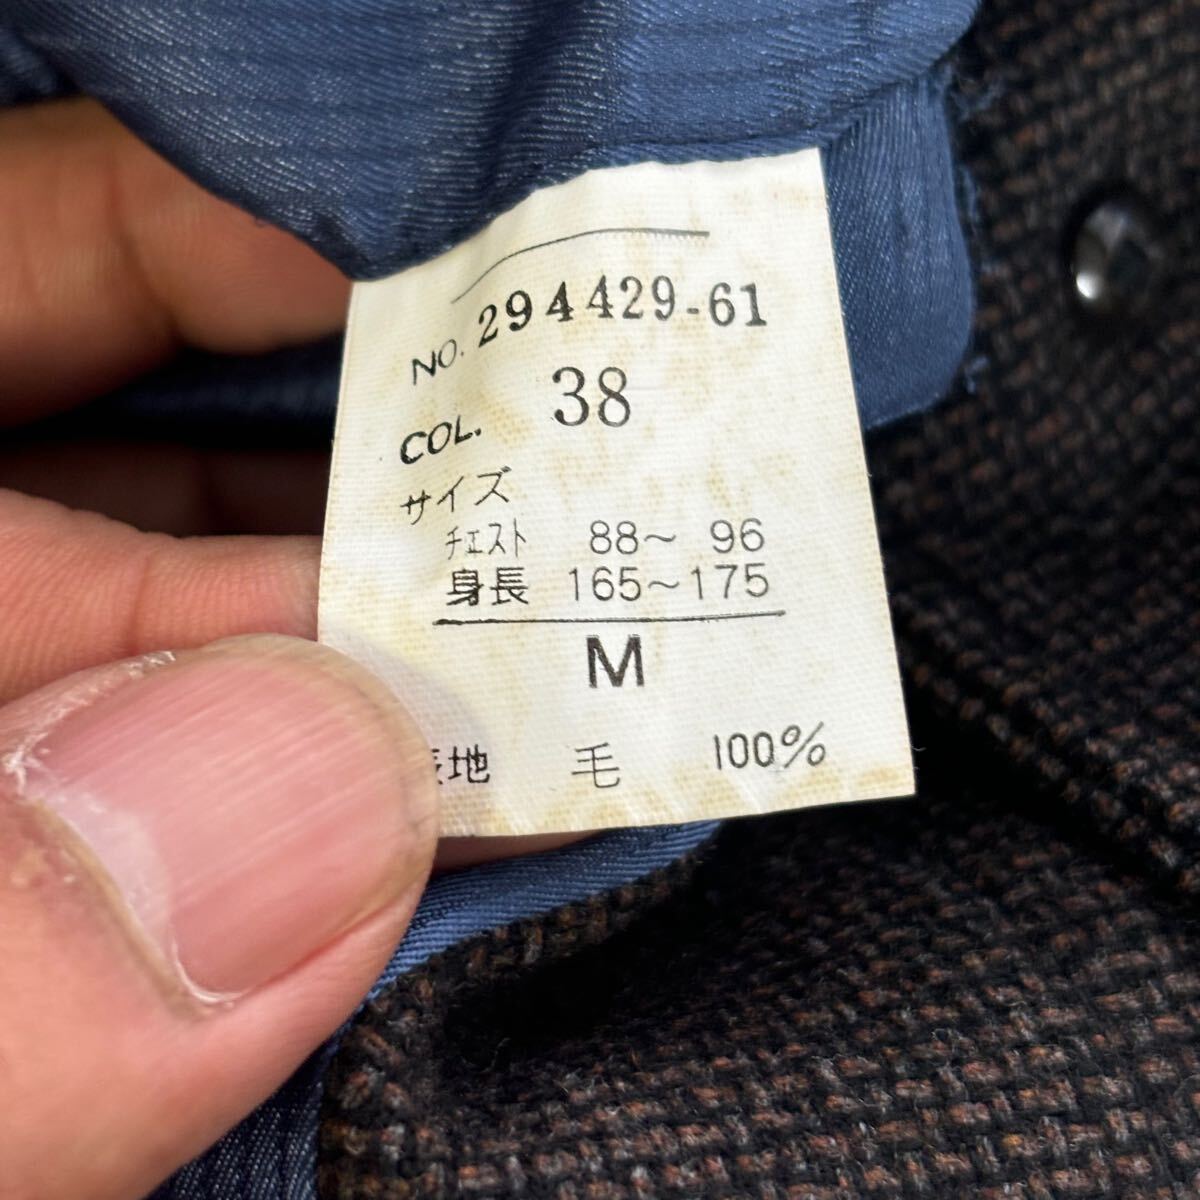 NO. 294429-61
COL. 38
サイズ
チェスト 88~ 96
身長 165~175
M
表地 毛 100%